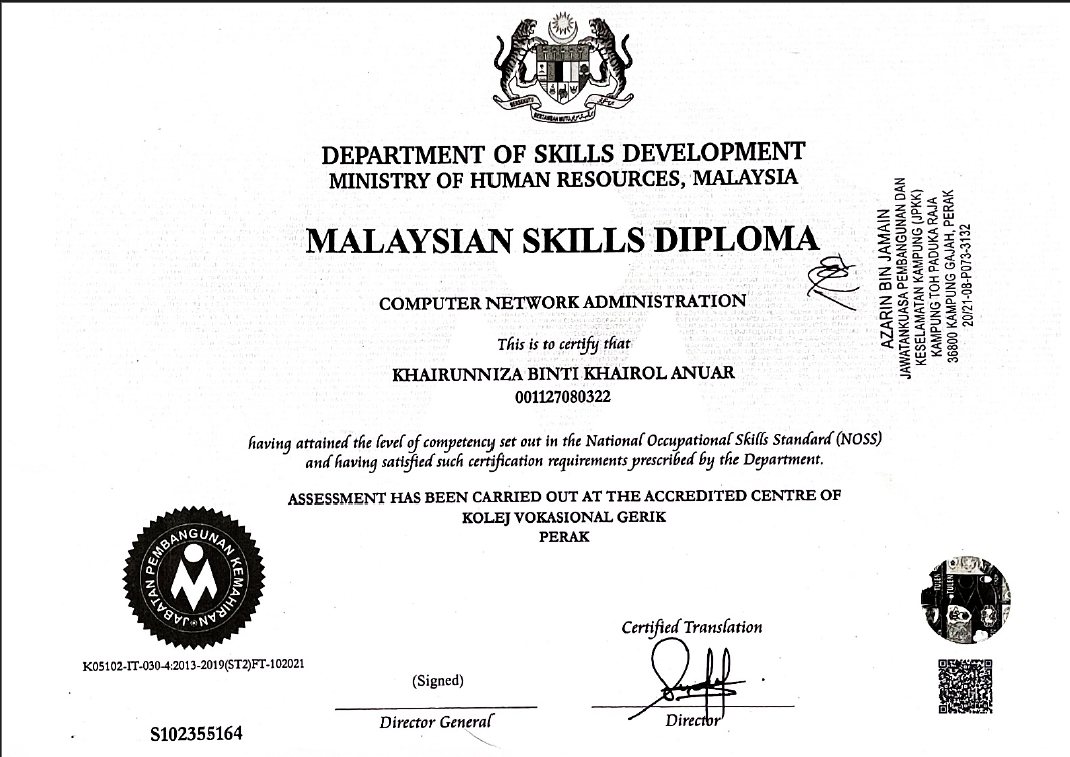 DEPARTMENT OF SKILLS DEVELOPMENT
MINISTRY OF HUMAN RESOURCES, MALAYSIA
MALAYSIAN SKILLS DIPLOMA
COMPUTER NETWORK ADMINISTRATION
This is to certify that
KHAIRUNNIZA BINTI KHAIROL ANUAR
001127080322
having attained the level of competency set out in the National Occupational Skills Standard (NOSS)
and having satisfied such certification requirements prescribed by the Department.
ASSESSMENT HAS BEEN CARRIED OUT AT THE ACCREDITED CENTRE OF
KOLEJ VOKASIONAL GERIK
PERAK
AZARIN BIN JAMAIN
JAWATANKUASA PEMBANGUNAN DAN
KESELAMATAN KAMPUNG (JPKK)
KAMPUNG TOH PADUKA RAJA
36800 KAMPUNG GAJAH, PERAK
20/21-08-P073-3132
JABATAN PEMBANGUNAN KEMAHIRAN
K05102-IT-030-4:2013-2019(ST2)FT-102021
S102355164
(Signed)
Director General
Certified Translation
Director
TULEN
TULEN